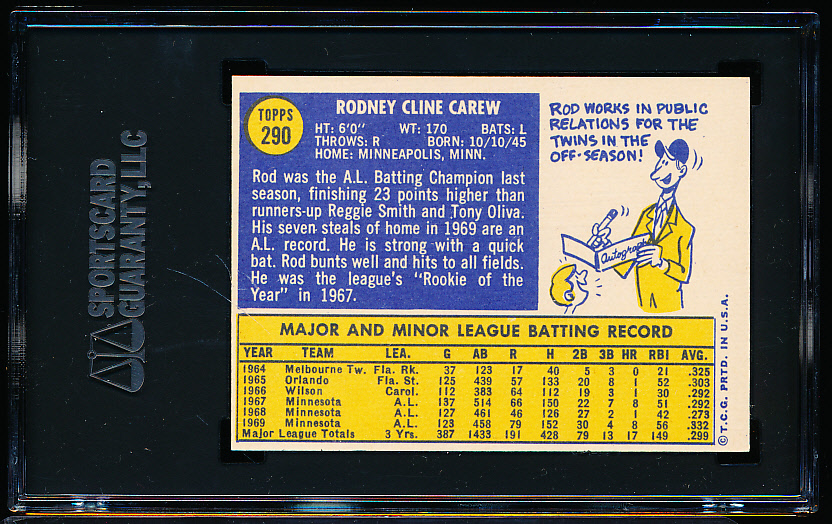 SPORTSCARD
GUARANTY, LLC
TOPPS
290
RODNEY CLINE CAREW
HT: 6'0" WT: 170 BATS: L
THROWS: R BORN: 10/10/45
HOME: MINNEAPOLIS, MINN.
Rod was the A.L. Batting Champion last
season, finishing 23 points higher than
runners-up Reggie Smith and Tony Oliva.
His seven steals of home in 1969 are an
A.L. record. He is strong with a quick
bat. Rod bunts well and hits to all fields.
He was the league's "Rookie of the
Year" in 1967.
ROD WORKS IN PUBLIC
RELATIONS FOR THE
TWINS IN THE
OFF-SEASON!
Autographs
MAJOR AND MINOR LEAGUE BATTING RECORD
YEAR TEAM LEA. G AB R H 2B 3B HR RBI AVG.
1964 Melbourne Tw. Fla. Rk. 37 123 17 40 5 3 0 21 .325
1965 Orlando Fla. St. 125 439 57 133 20 8 1 52 .303
1966 Wilson Carol. 112 383 64 112 19 3 1 30 .292
1967 Minnesota A.L. 137 514 66 150 22 7 8 51 .292
1968 Minnesota A.L. 127 461 46 126 27 2 1 42 .273
1969 Minnesota A.L. 123 458 79 152 30 4 8 56 .332
Major League Totals 3 Yrs. 387 1433 191 428 79 13 17 149 .299
© T.C.G. PRTD. IN U.S.A.